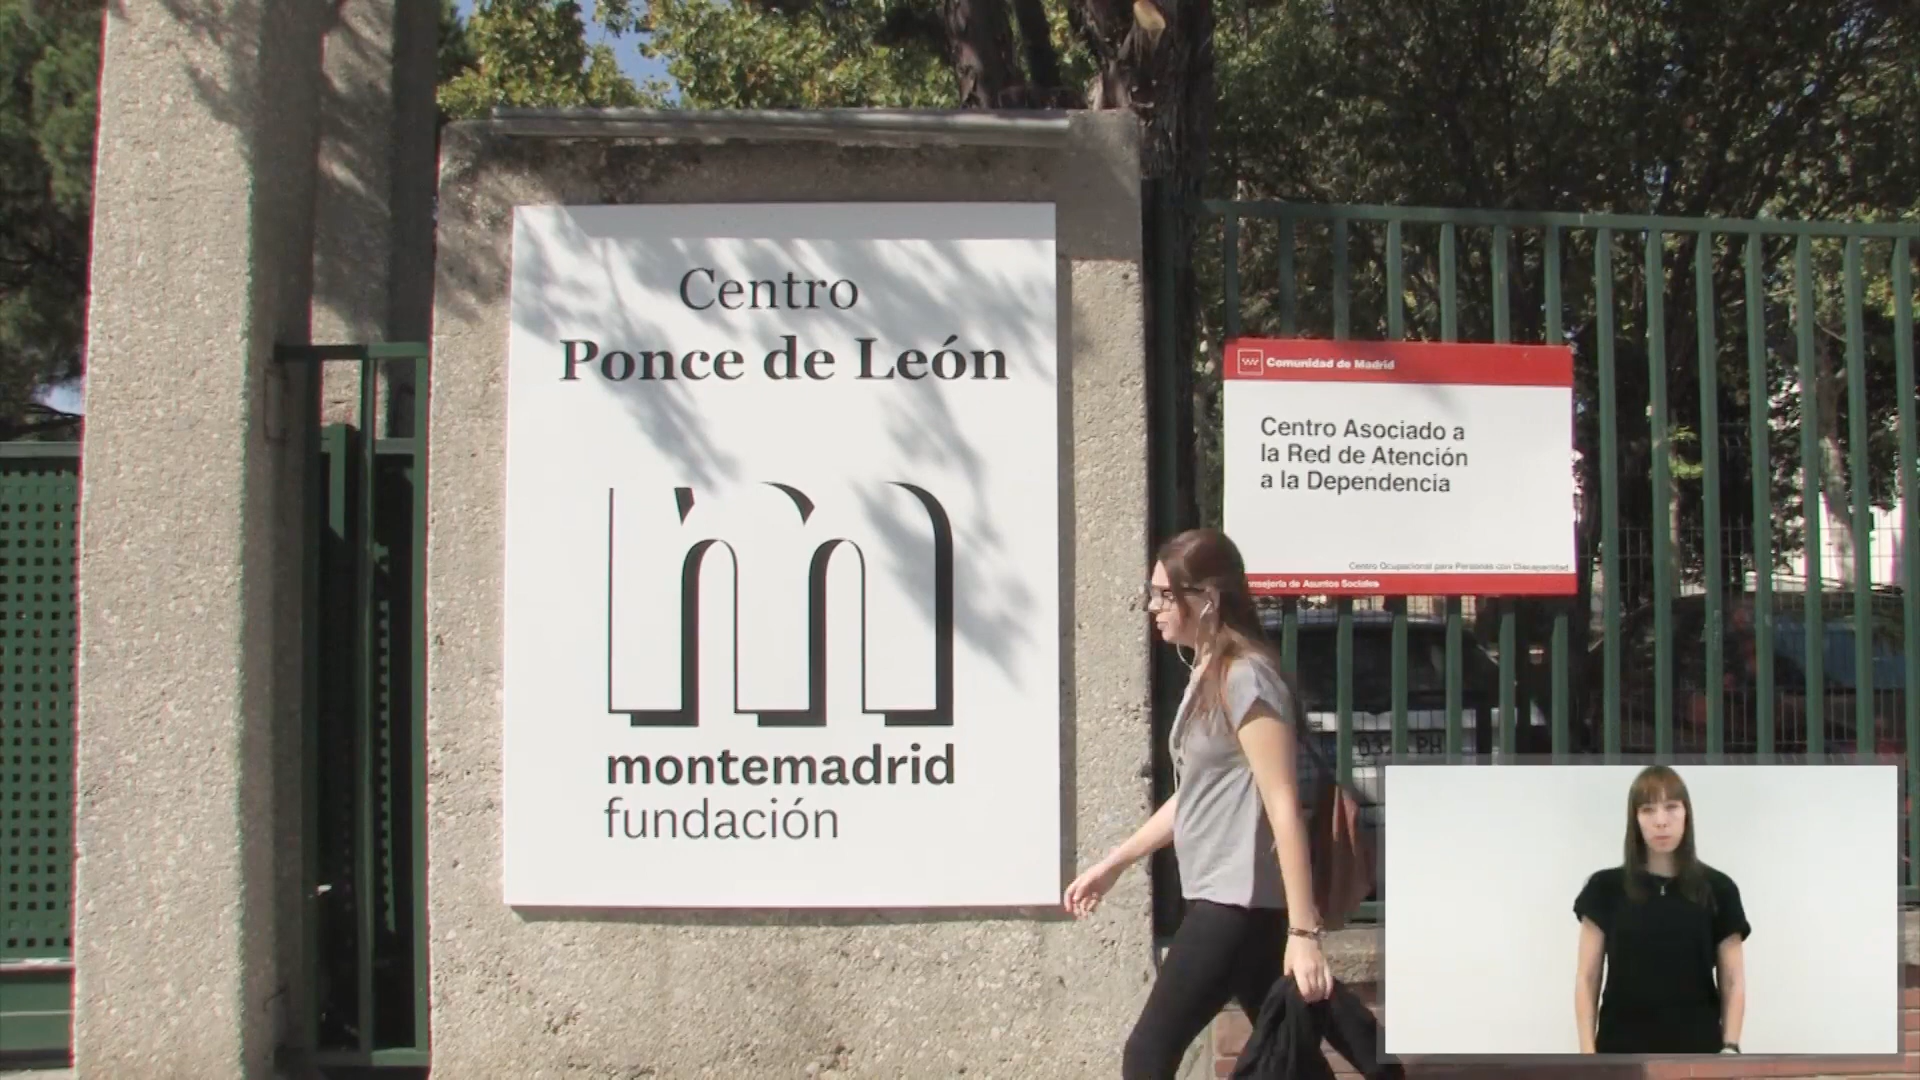 Centro
Ponce de León
montemadrid
fundación
Comunidad de Madrid
Centro Asociado a
la Red de Atención
a la Dependencia
Centro Ocupacional para Personas con Discapacidad
de Asuntos Sociales